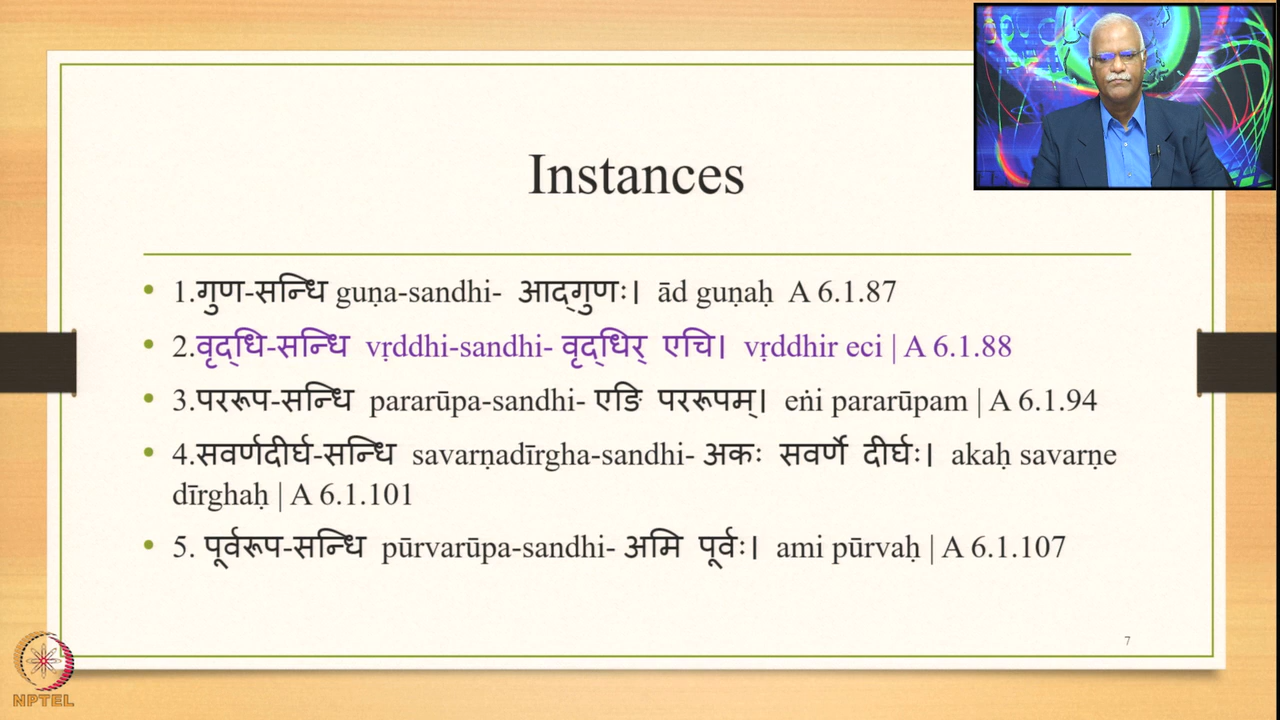 Instances
• 1.गुण-सन्धि guṇa-sandhi- आद्‌गुणः। ād guṇaḥ A 6.1.87
• 2.वृद्‌धि-सन्धि vṛddhi-sandhi- वृद्‌धिर् एचि। vṛddhir eci | A 6.1.88
• 3.पररूप-सन्धि pararūpa-sandhi- एङि पररूपम्। eṅi pararūpam | A 6.1.94
• 4.सवर्णदीर्घ-सन्धि savarṇadīrgha-sandhi- अकः सवर्णे दीर्घः। akaḥ savarṇe
dīrghaḥ | A 6.1.101
• 5. पूर्वरूप-सन्धि pūrvarūpa-sandhi- अमि पूर्वः। ami pūrvaḥ | A 6.1.107
7
NPTEL